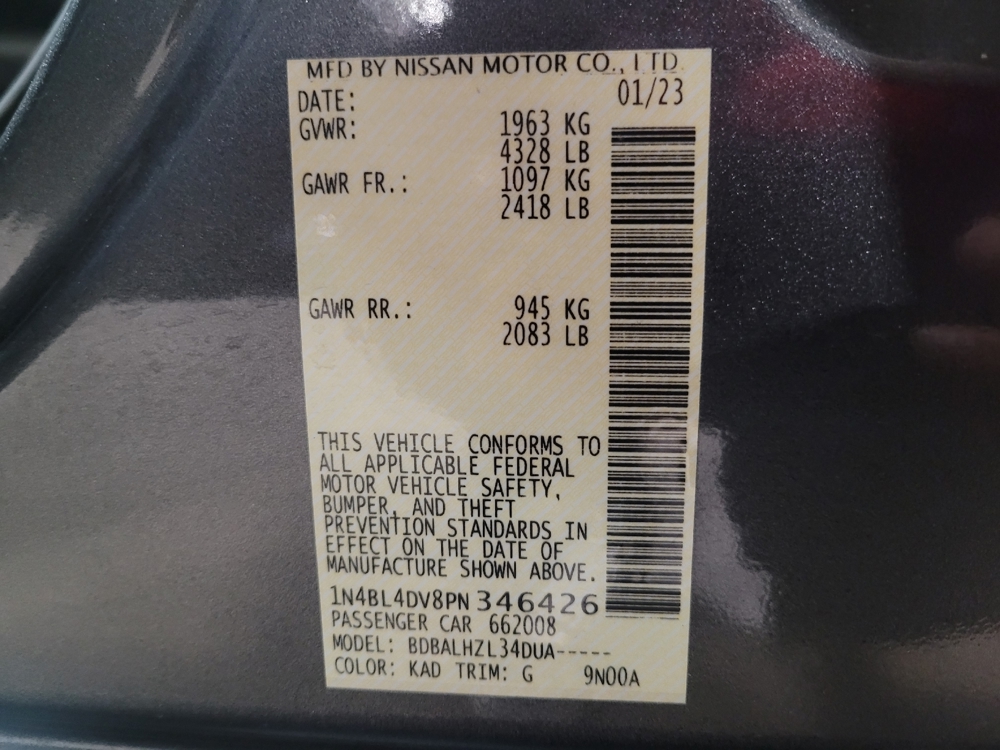 MFD BY NISSAN MOTOR CO., LTD.
DATE: 01/23
GVWR: 1963 KG
4328 LB
GAWR FR.: 1097 KG
2418 LB
GAWR RR.: 945 KG
2083 LB
THIS VEHICLE CONFORMS TO
ALL APPLICABLE FEDERAL
MOTOR VEHICLE SAFETY,
BUMPER, AND THEFT
PREVENTION STANDARDS IN
EFFECT ON THE DATE OF
MANUFACTURE SHOWN ABOVE.
1N4BL4DV8PN 346426
PASSENGER CAR 662008
MODEL: BDBALHZL34DUA-----
COLOR: KAD TRIM: G 9N00A